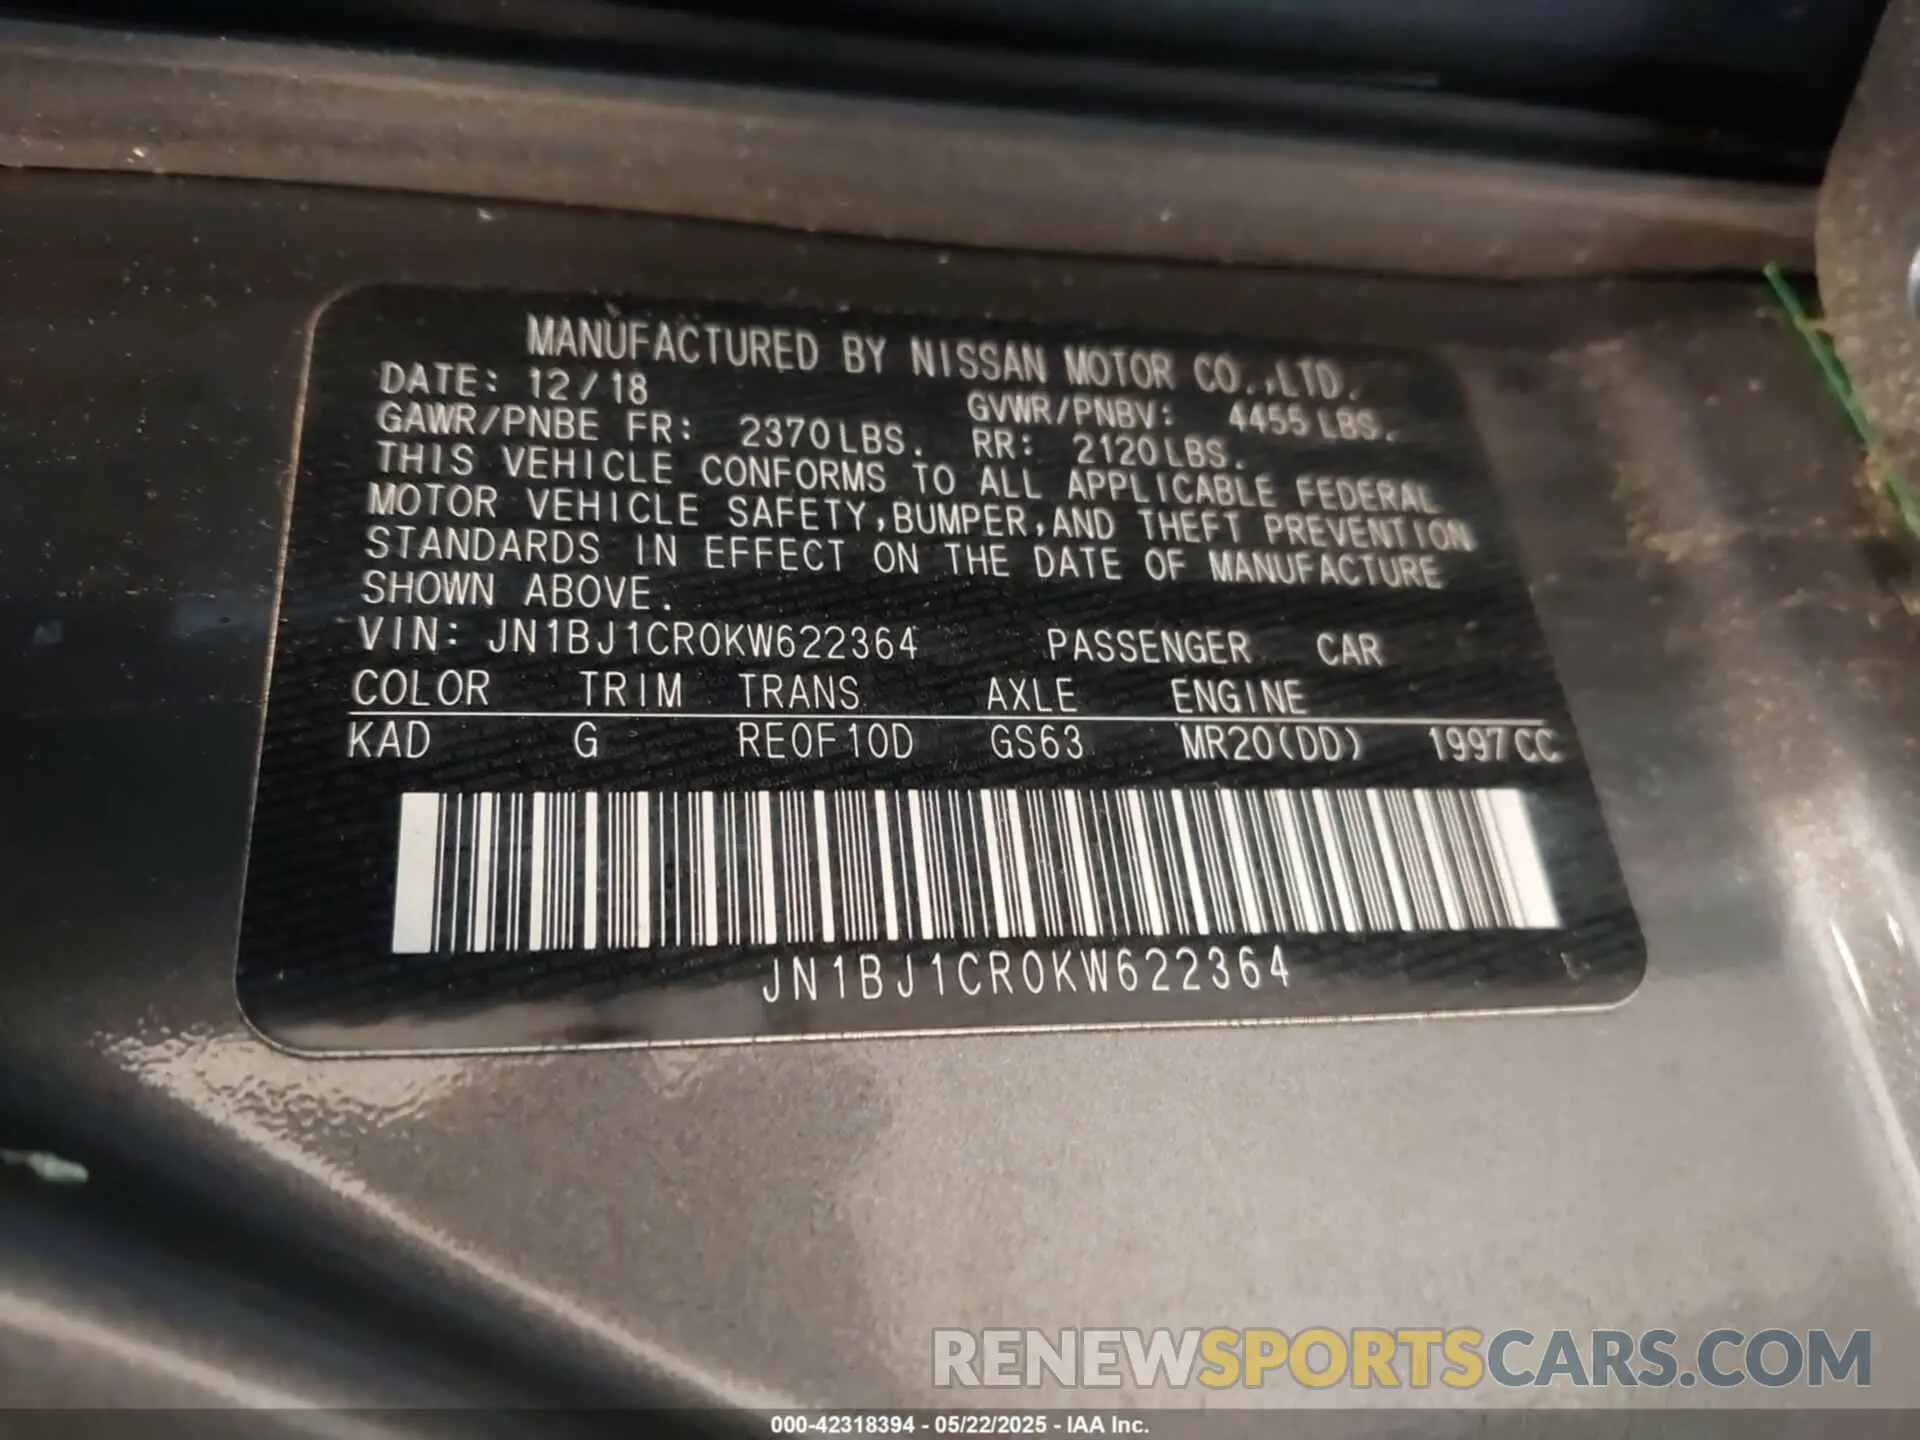 MANUFACTURED BY NISSAN MOTOR CO.,LTD.
DATE: 12/18 GVWR/PNBV: 4455 LBS.
GAWR/PNBE FR: 2370LBS. RR: 2120LBS.
THIS VEHICLE CONFORMS TO ALL APPLICABLE FEDERAL
MOTOR VEHICLE SAFETY,BUMPER,AND THEFT PREVENTION
STANDARDS IN EFFECT ON THE DATE OF MANUFACTURE
SHOWN ABOVE.
VIN: JN1BJ1CR0KW622364 PASSENGER CAR
COLOR TRIM TRANS AXLE ENGINE
KAD G RE0F10D GS63 MR20(DD) 1997CC
JN1BJ1CR0KW622364
RENEWSPORTSCARS.COM
000-42318394 - 05/22/2025 - IAA Inc.